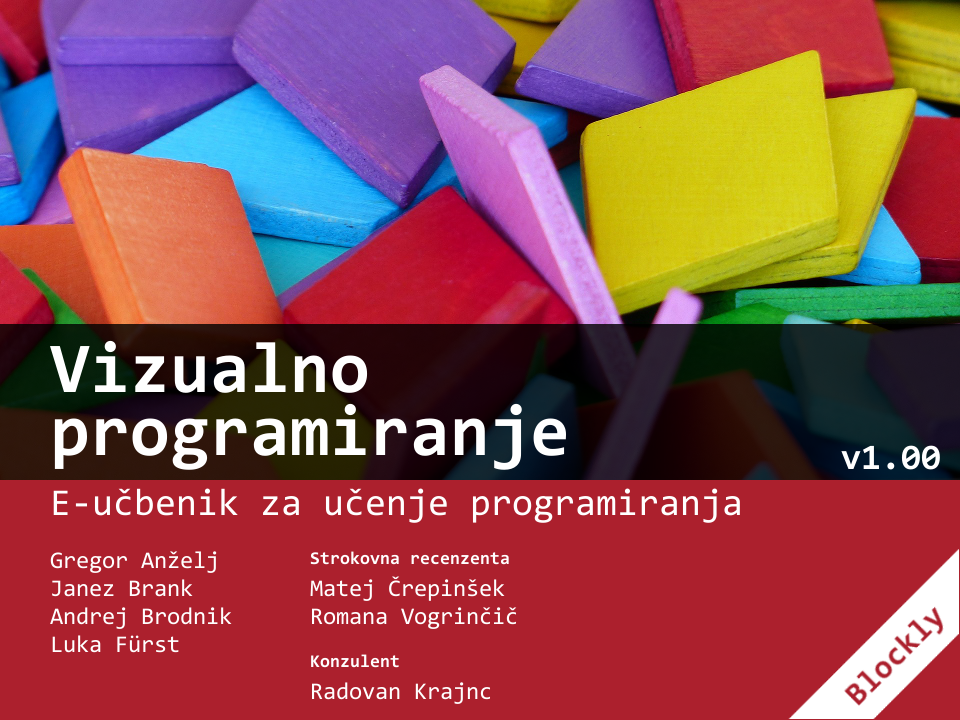 Vizualno
programiranje
v1.00
E-učbenik za učenje programiranja
Gregor Anželj
Janez Brank
Andrej Brodnik
Luka Fürst
Strokovna recenzenta
Matej Črepinšek
Romana Vogrinčič
Konzulent
Radovan Krajnc
Blockly